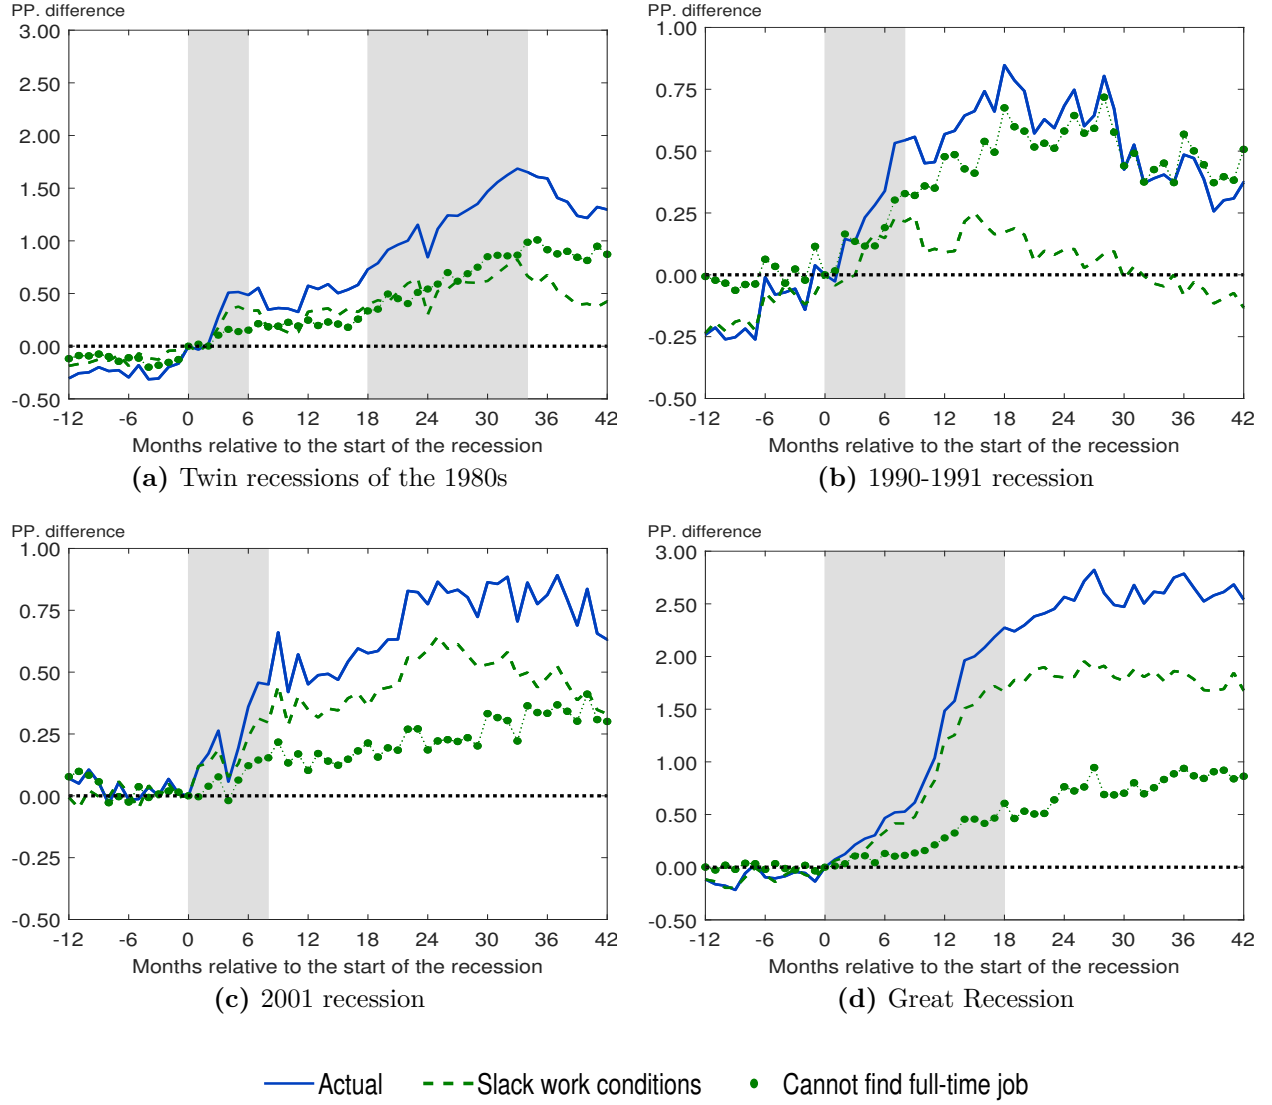 PP. difference
3.00
2.50
2.00
1.50
1.00
0.50
0.00
-0.50
-12 -6 0 6 12 18 24 30 36 42
Months relative to the start of the recession
(a) Twin recessions of the 1980s
PP. difference
1.00
0.75
0.50
0.25
0.00
-0.25
-0.50
-12 -6 0 6 12 18 24 30 36 42
Months relative to the start of the recession
(b) 1990-1991 recession
PP. difference
1.00
0.75
0.50
0.25
0.00
-0.25
-0.50
-12 -6 0 6 12 18 24 30 36 42
Months relative to the start of the recession
(c) 2001 recession
PP. difference
3.00
2.50
2.00
1.50
1.00
0.50
0.00
-0.50
-12 -6 0 6 12 18 24 30 36 42
Months relative to the start of the recession
(d) Great Recession
Actual Slack work conditions Cannot find full-time job